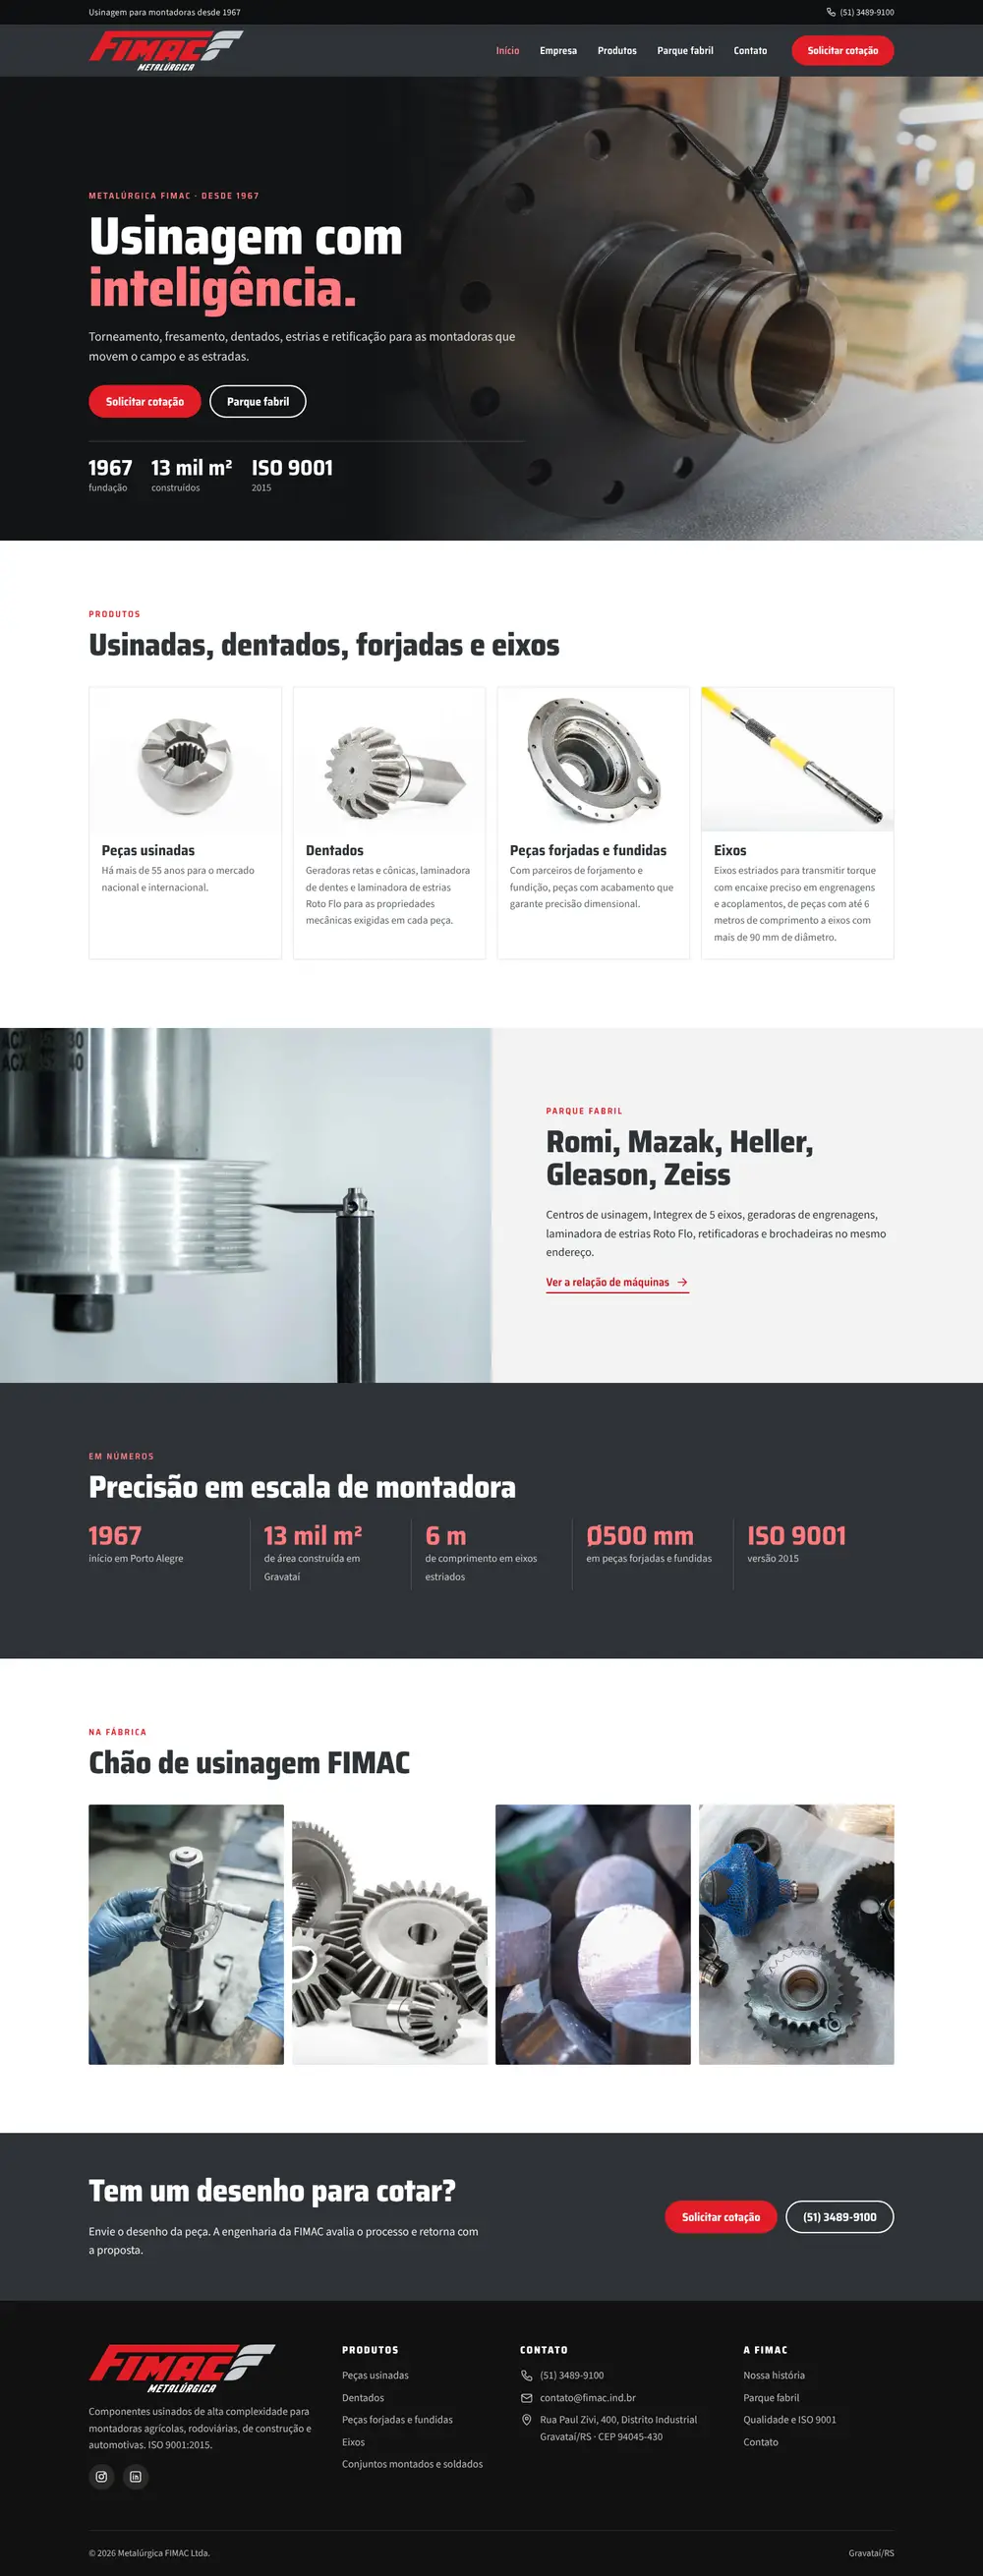 Usinagem para montadoras desde 1967
(51) 3489-9100
FIMAC
METALÚRGICA
Início
Empresa
Produtos
Parque fabril
Contato
Solicitar cotação
METALÚRGICA FIMAC · DESDE 1967
Usinagem com
inteligência.
Torneamento, fresamento, dentados, estrias e retificação para as montadoras que
movem o campo e as estradas.
Solicitar cotação
Parque fabril
1967
fundação
13 mil m²
construídos
ISO 9001
2015
PRODUTOS
Usinadas, dentados, forjadas e eixos
Peças usinadas
Há mais de 55 anos para o mercado
nacional e internacional.
Dentados
Geradoras retas e cônicas, laminadora
de dentes e laminadora de estrias
Roto Flo para as propriedades
mecânicas exigidas em cada peça.
Peças forjadas e fundidas
Com parceiros de forjamento e
fundição, peças com acabamento que
garante precisão dimensional.
Eixos
Eixos estriados para transmitir torque
com encaixe preciso em engrenagens
e acoplamentos, de peças com até 6
metros de comprimento a eixos com
mais de 90 mm de diâmetro.
PARQUE FABRIL
Romi, Mazak, Heller,
Gleason, Zeiss
Centros de usinagem, Integrex de 5 eixos, geradoras de engrenagens,
laminadora de estrias Roto Flo, retificadoras e brochadeiras no mesmo
endereço.
Ver a relação de máquinas
EM NÚMEROS
Precisão em escala de montadora
1967
início em Porto Alegre
13 mil m²
de área construída em
Gravataí
6 m
de comprimento em eixos
estriados
Ø500 mm
em peças forjadas e fundidas
ISO 9001
versão 2015
NA FÁBRICA
Chão de usinagem FIMAC
Tem um desenho para cotar?
Envie o desenho da peça. A engenharia da FIMAC avalia o processo e retorna com
a proposta.
Solicitar cotação
(51) 3489-9100
FIMAC
METALÚRGICA
Componentes usinados de alta complexidade para
montadoras agrícolas, rodoviárias, de construção e
automotivas. ISO 9001:2015.
PRODUTOS
Peças usinadas
Dentados
Peças forjadas e fundidas
Eixos
Conjuntos montados e soldados
CONTATO
(51) 3489-9100
contato@fimac.ind.br
Rua Paul Zivi, 400, Distrito Industrial
Gravataí/RS · CEP 94045-430
A FIMAC
Nossa história
Parque fabril
Qualidade e ISO 9001
Contato
© 2026 Metalúrgica FIMAC Ltda.
Gravataí/RS